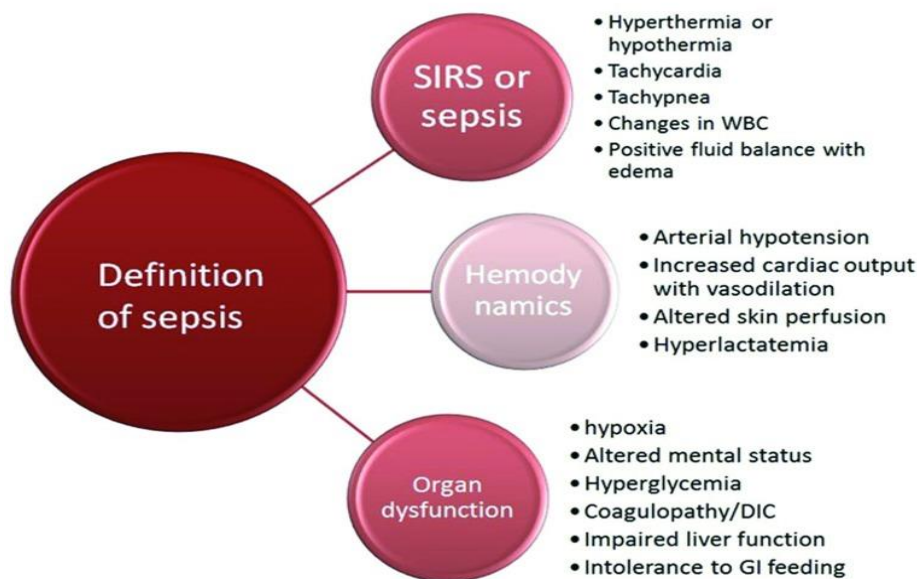 Definition
of sepsis
SIRS or
sepsis
• Hyperthermia or
hypothermia
• Tachycardia
• Tachypnea
• Changes in WBC
• Positive fluid balance with
edema
Hemody
namics
• Arterial hypotension
• Increased cardiac output
with vasodilation
• Altered skin perfusion
• Hyperlactatemia
Organ
dysfunction
• hypoxia
• Altered mental status
• Hyperglycemia
• Coagulopathy/DIC
• Impaired liver function
• Intolerance to GI feeding